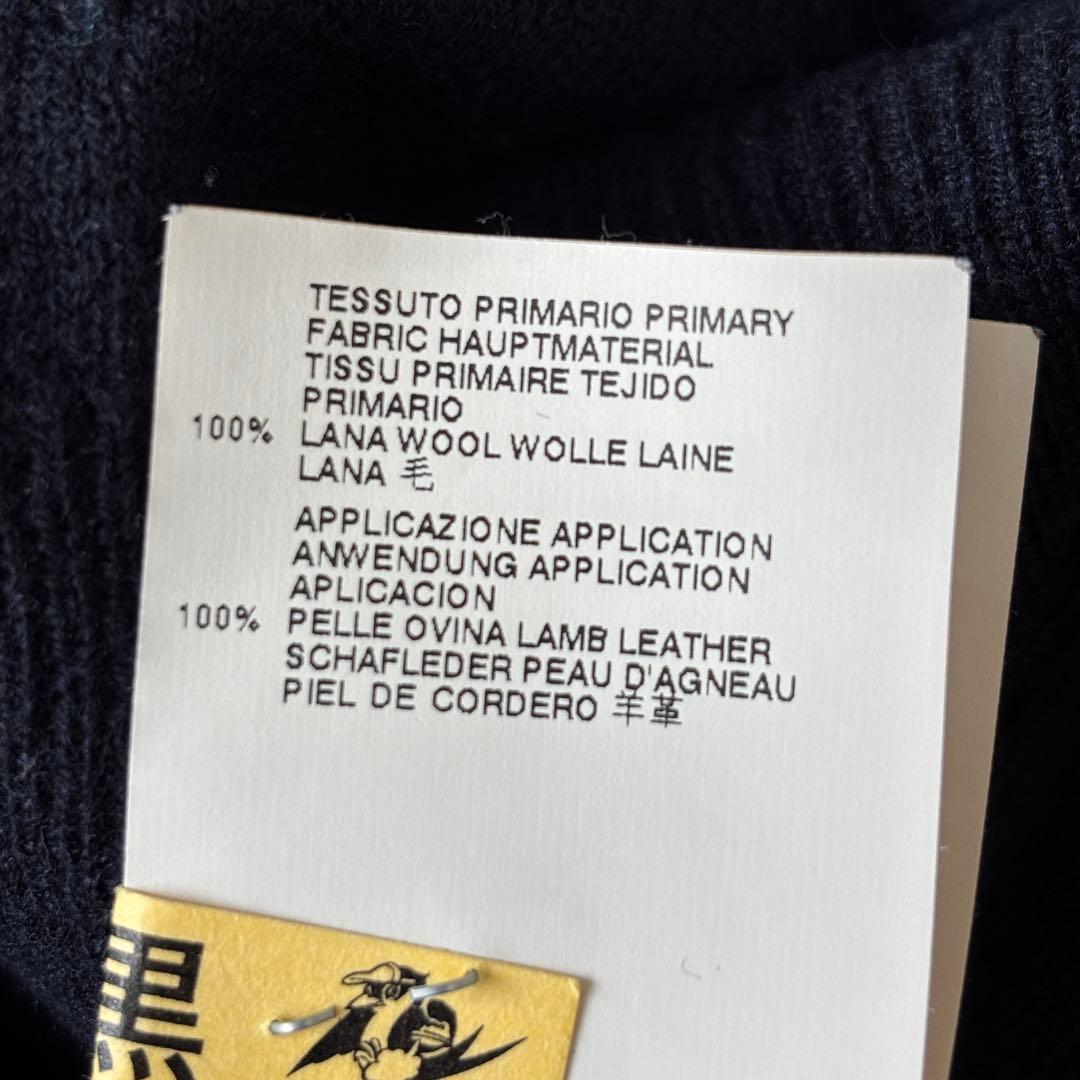 TESSUTO PRIMARIO PRIMARY
FABRIC HAUPTMATERIAL
TISSU PRIMAIRE TEJIDO
PRIMARIO
100% LANA WOOL WOLLE LAINE
LANA 毛
APPLICAZIONE APPLICATION
ANWENDUNG APPLICATION
APLICACION
100% PELLE OVINA LAMB LEATHER
SCHAFLEDER PEAU D'AGNEAU
PIEL DE CORDERO 羊革
黒